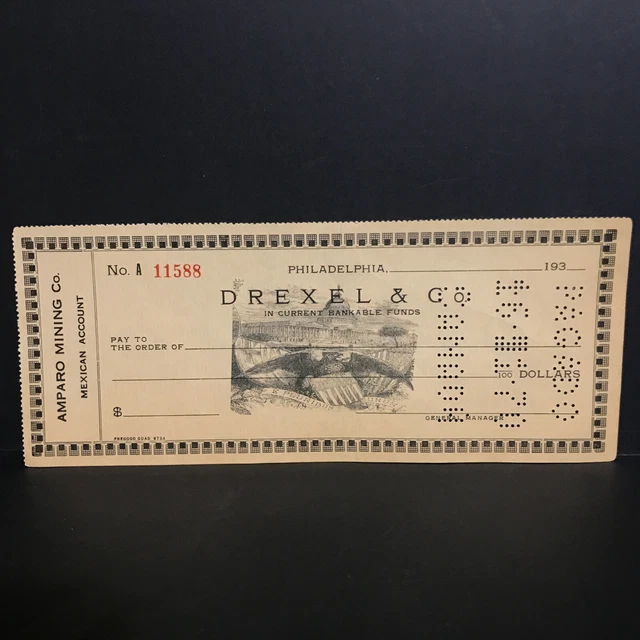 AMPARO MINING Co.
MEXICAN ACCOUNT
No. A 11588
PHILADELPHIA, 193
DREXEL & Co.
IN CURRENT BANKABLE FUNDS
PAY TO
THE ORDER OF
100 DOLLARS
$
GENERAL MANAGER